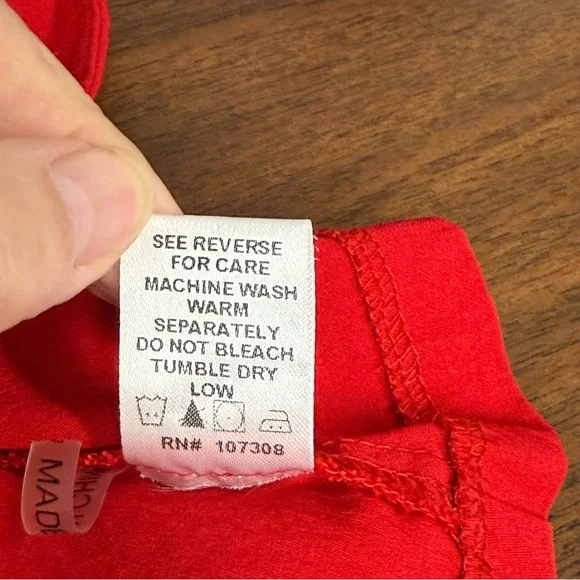 SEE REVERSE
FOR CARE
MACHINE WASH
WARM
SEPARATELY
DO NOT BLEACH
TUMBLE DRY
LOW
RN# 107308
MADE